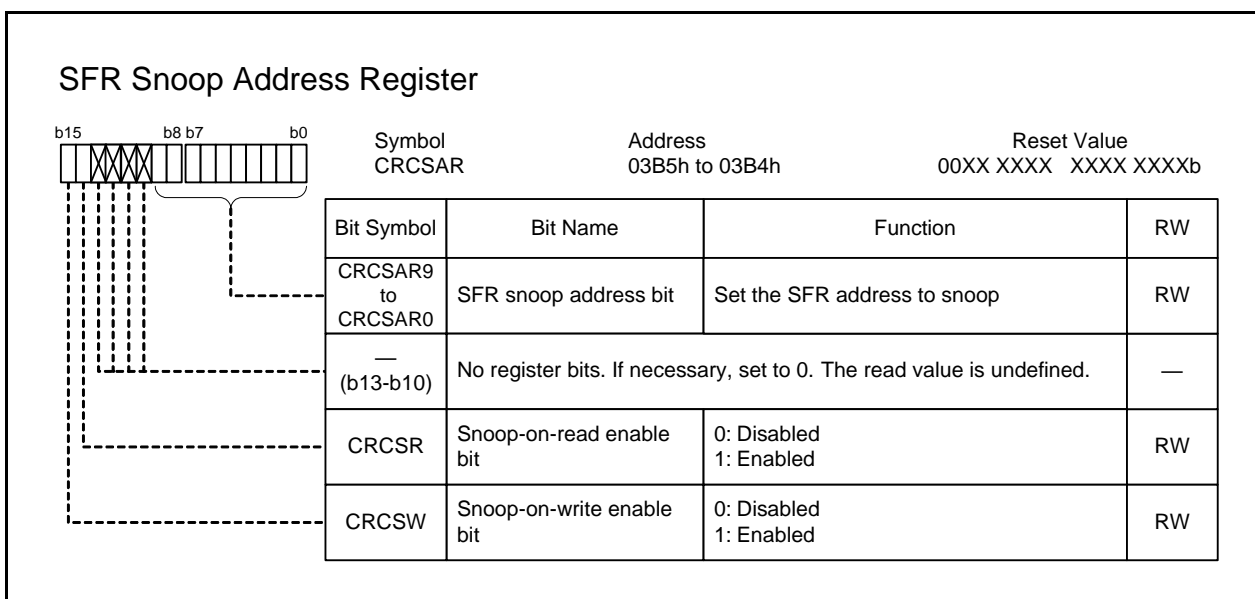 SFR Snoop Address Register
b15 b8 b7 b0
Symbol Address Reset Value
CRCSAR 03B5h to 03B4h 00XX XXXX XXXX XXXXb
Bit Symbol Bit Name Function RW
CRCSAR9
to
CRCSAR0
SFR snoop address bit Set the SFR address to snoop RW
—
(b13-b10)
No register bits. If necessary, set to 0. The read value is undefined. —
CRCSR
Snoop-on-read enable
bit
0: Disabled
1: Enabled
RW
CRCSW
Snoop-on-write enable
bit
0: Disabled
1: Enabled
RW